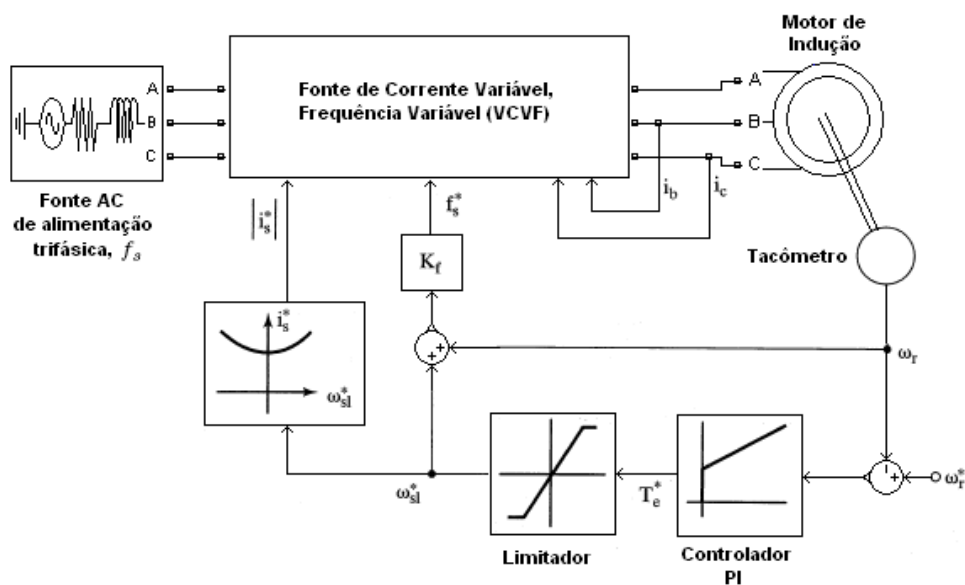 Motor de
Indução
Fonte de Corrente Variável,
Frequência Variável (VCVF)
A
B
C
A
B
C
Fonte AC
de alimentação
trifásica, f_s
|i_s^*|
f_s^*
i_b
i_c
K_f
Tacômetro
i_s^*
ω_sl^*
+
+
ω_r
ω_sl^*
T_e^*
-
+
ω_r^*
Limitador
Controlador
PI